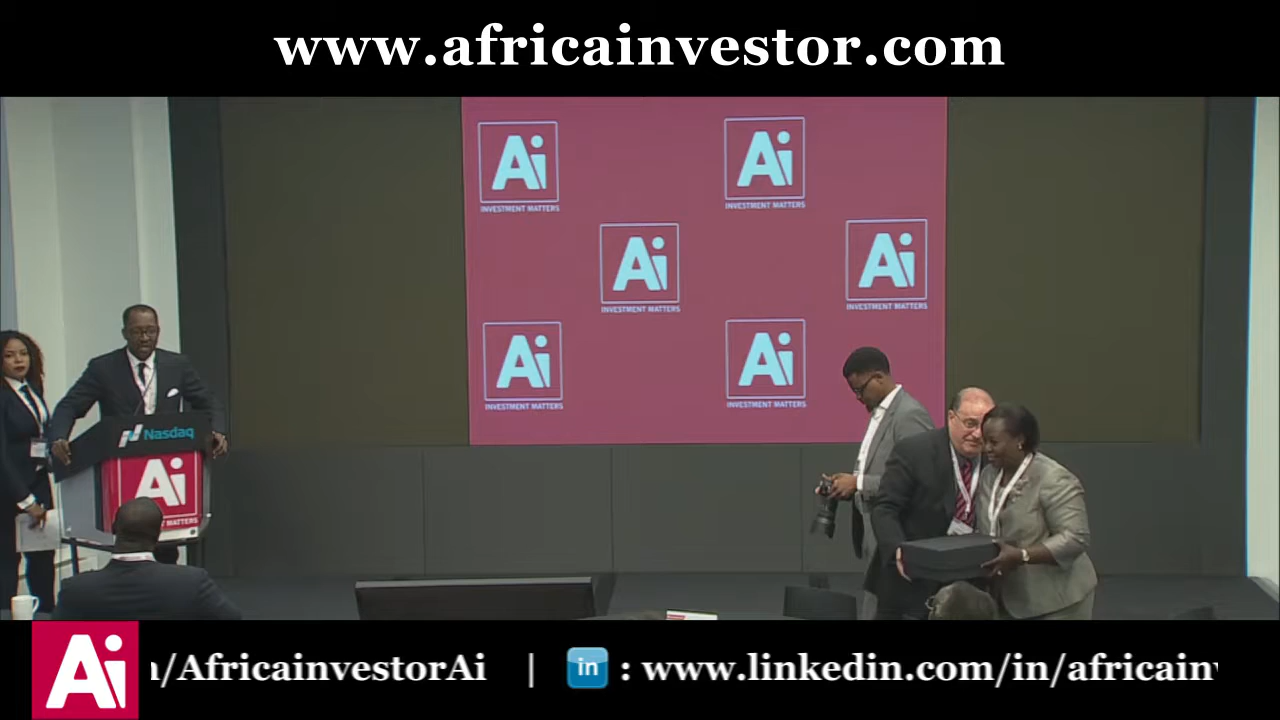 www.africainvestor.com
Ai
INVESTMENT MATTERS
Ai
INVESTMENT MATTERS
Ai
INVESTMENT MATTERS
Ai
INVESTMENT MATTERS
Ai
INVESTMENT MATTERS
Ai
INVESTMENT MATTERS
Nasdaq
Ai
MATTERS
Ai
/AfricainvestorAi | in : www.linkedin.com/in/africain